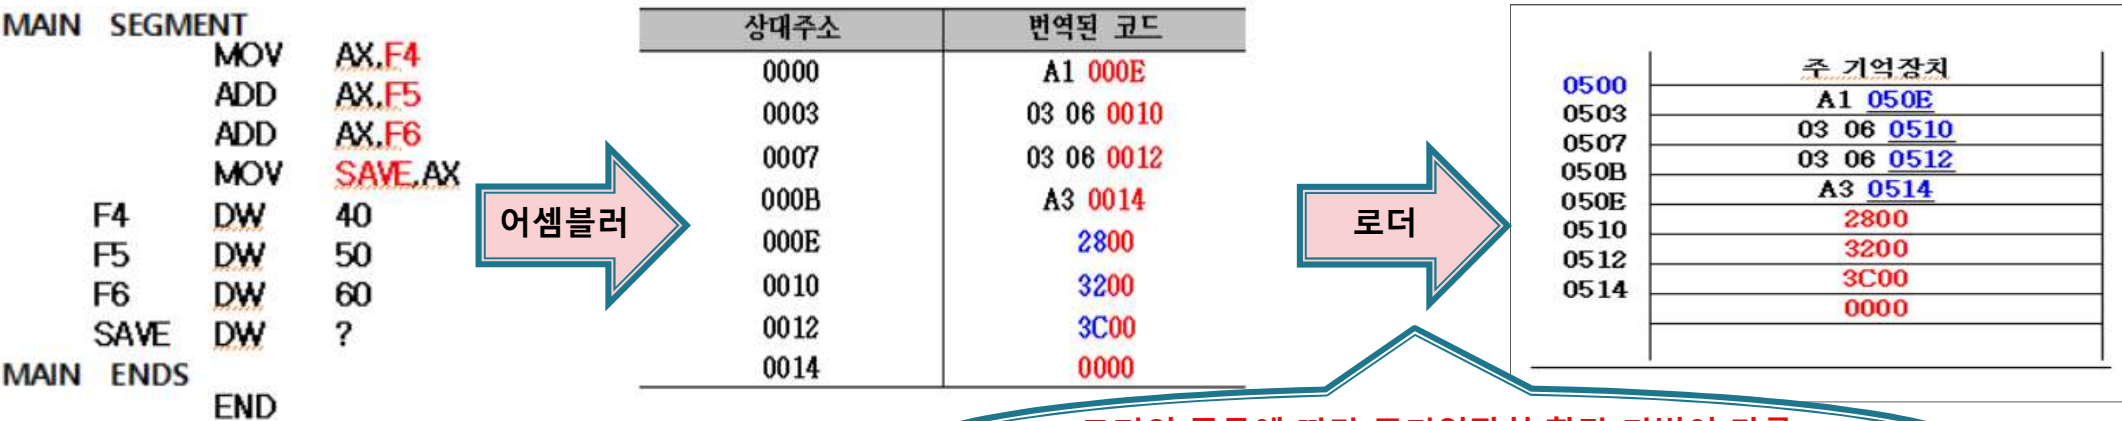 MAIN SEGMENT
MOV AX,F4
ADD AX,F5
ADD AX,F6
MOV SAVE,AX
F4 DW 40
F5 DW 50
F6 DW 60
SAVE DW ?
MAIN ENDS
END
어셈블러
상대주소 번역된 코드
0000 A1 000E
0003 03 06 0010
0007 03 06 0012
000B A3 0014
000E 2800
0010 3200
0012 3C00
0014 0000
로더
주 기억장치
0500 A1 050E
0503 03 06 0510
0507 03 06 0512
050B A3 0514
050E 2800
0510 3200
0512 3C00
0514 0000